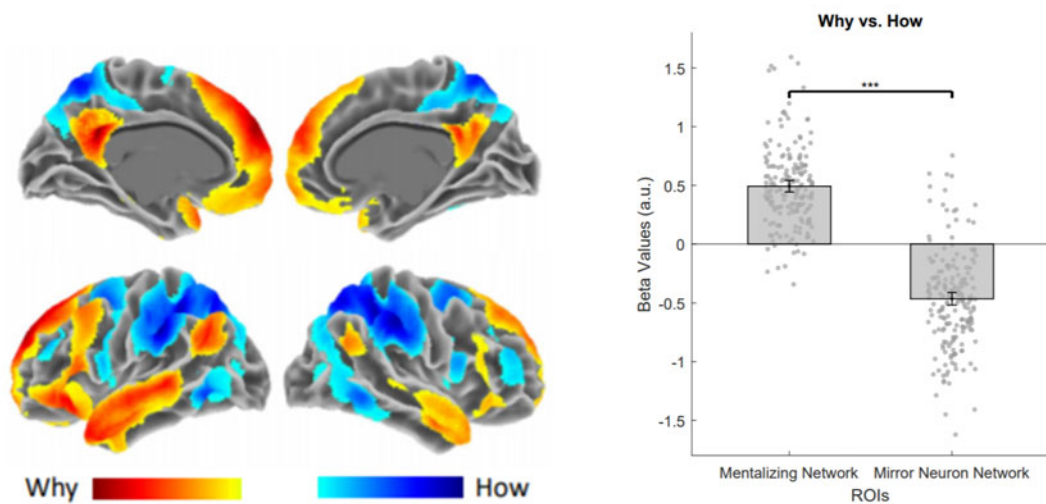 Why
How
Why vs. How
***
1.5
1
0.5
0
-0.5
-1
-1.5
Beta Values (a.u.)
Mentalizing Network
Mirror Neuron Network
ROIs